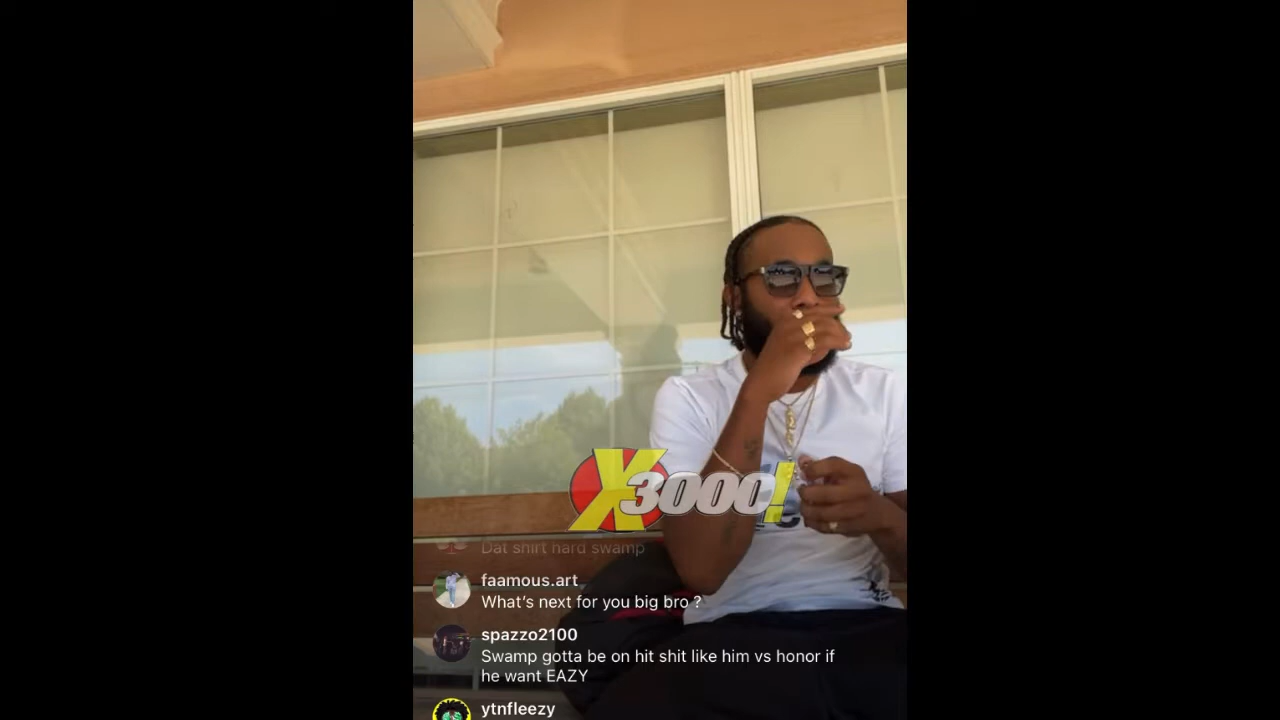 X3000!
Dat shirt hard swamp
faamous.art
What's next for you big bro ?
spazzo2100
Swamp gotta be on hit shit like him vs honor if
he want EAZY
ytnfleezy